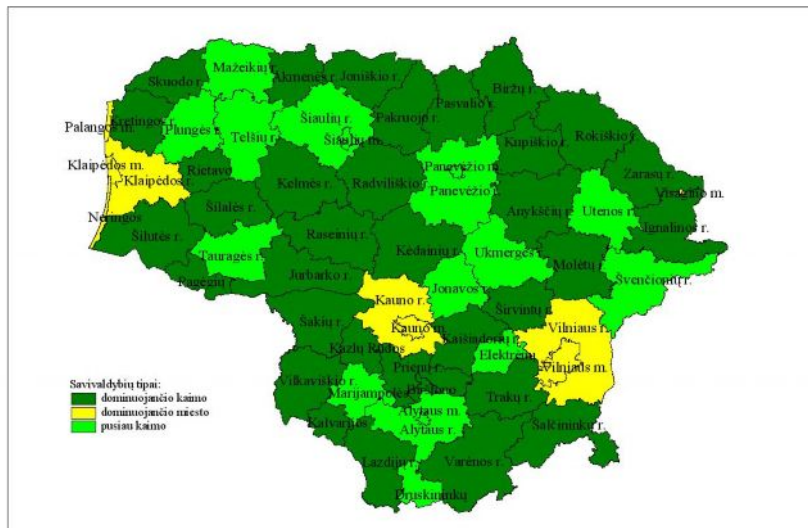 Mažeikių r.
Skuodo r.
Akmenės r.
Joniškio r.
Biržų r.
Pasvalio r.
Kretingos r.
Plungės r.
Telšių r.
Šiaulių r.
Šiaulių m.
Pakruojo r.
Palangos m.
Kupiškio r.
Rokiškio r.
Klaipėdos m.
Klaipėdos r.
Rietavo
Kelmės r.
Radviliškio r.
Panevėžio m.
Panevėžio r.
Zarasų r.
Visagino m.
Anykščių r.
Utenos r.
Ignalinos r.
Neringos
Šilalės r.
Šilutės r.
Raseinių r.
Kėdainių r.
Ukmergės r.
Tauragės r.
Molėtų r.
Švenčionių r.
Pagėgių r.
Jurbarko r.
Jonavos r.
Kauno r.
Širvintų r.
Šakių r.
Kauno m.
Kaišiadorių r.
Vilniaus r.
Kazlų Rūdos
Elektrėnų
Prienų r.
Vilniaus m.
Vilkaviškio r.
Marijampolės
Birštono
Trakų r.
Alytaus m.
Alytaus r.
Kalvarijos
Šalčininkų r.
Lazdijų r.
Varėnos r.
Druskininkų
Savivaldybių tipai:
dominuojančio kaimo
dominuojančio miesto
pusiau kaimo